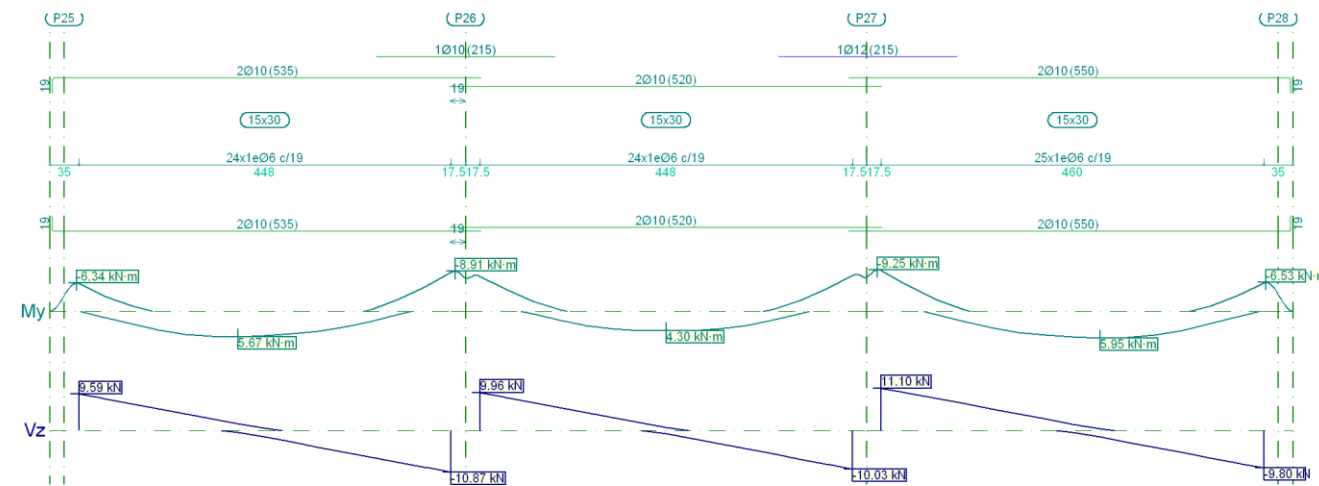 P25 P26 P27 P28
1Ø10(215) 1Ø12(215)
2Ø10(535) 2Ø10(520) 2Ø10(550)
19 19 19
15x30 15x30 15x30
24x1eØ6 c/19 24x1eØ6 c/19 25x1eØ6 c/19
35 448 17.5 17.5 448 17.5 17.5 460 35
2Ø10(535) 2Ø10(520) 2Ø10(550)
19 19 19
-6.34 kN·m -8.91 kN·m -9.25 kN·m -6.53 kN·m
My
5.67 kN·m 4.30 kN·m 5.95 kN·m
9.59 kN 9.96 kN 11.10 kN
Vz
-10.87 kN -10.03 kN -9.80 kN